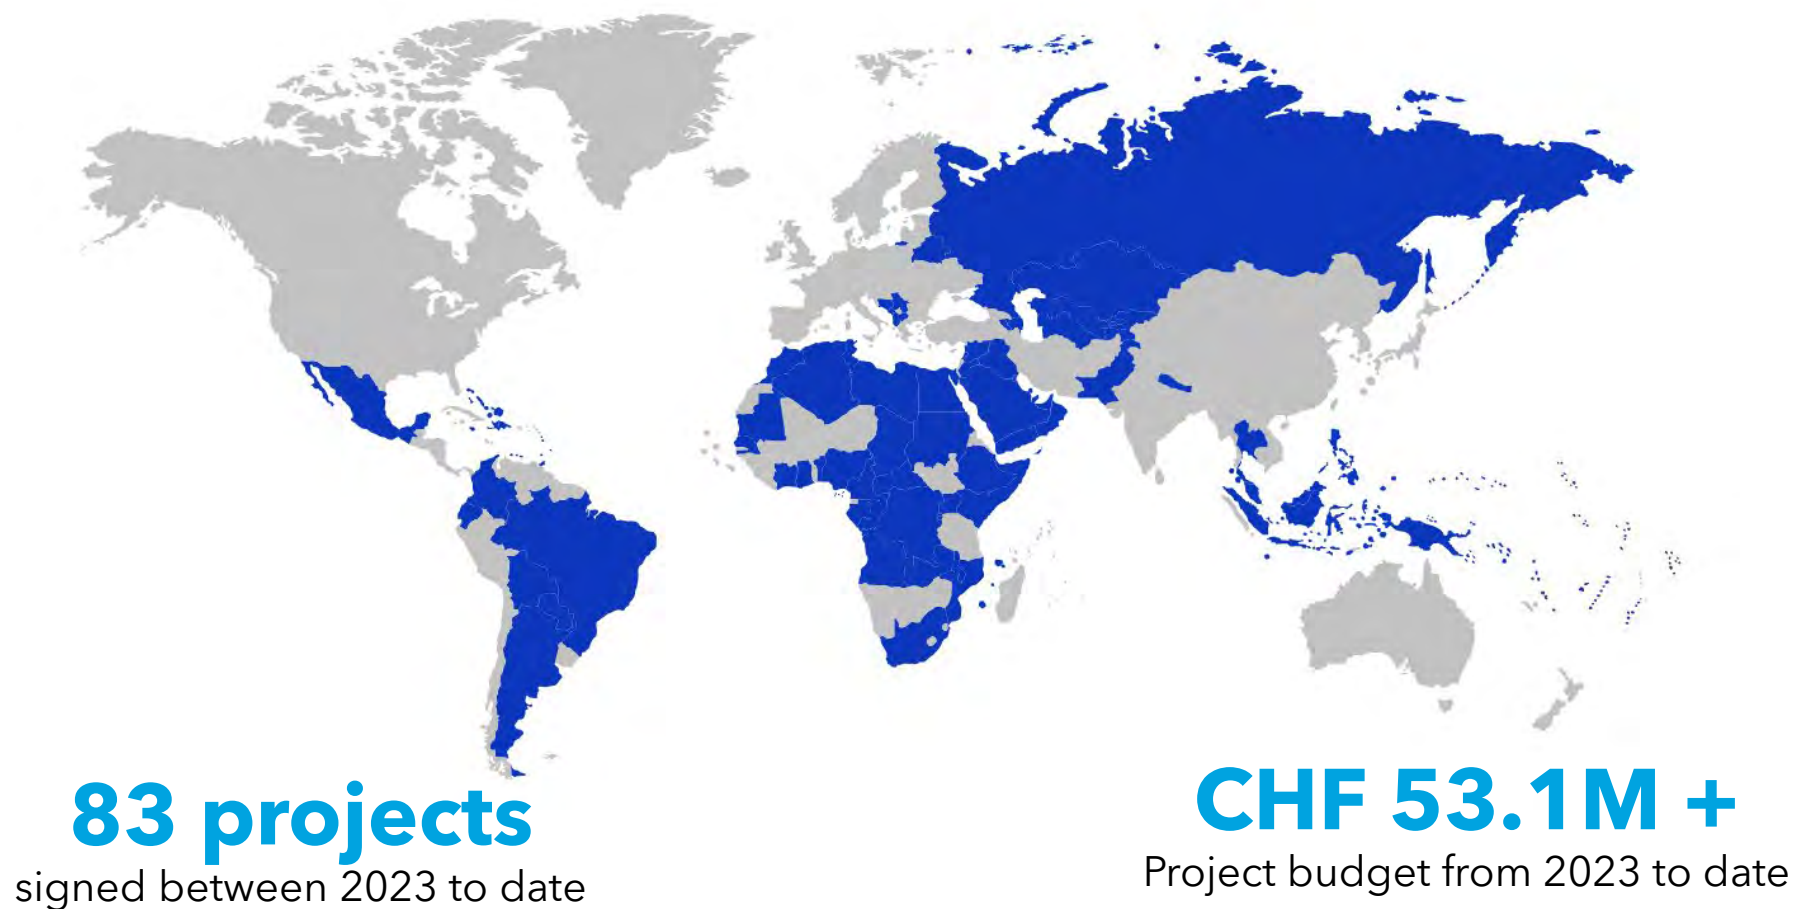 83 projects
signed between 2023 to date
CHF 53.1M +
Project budget from 2023 to date